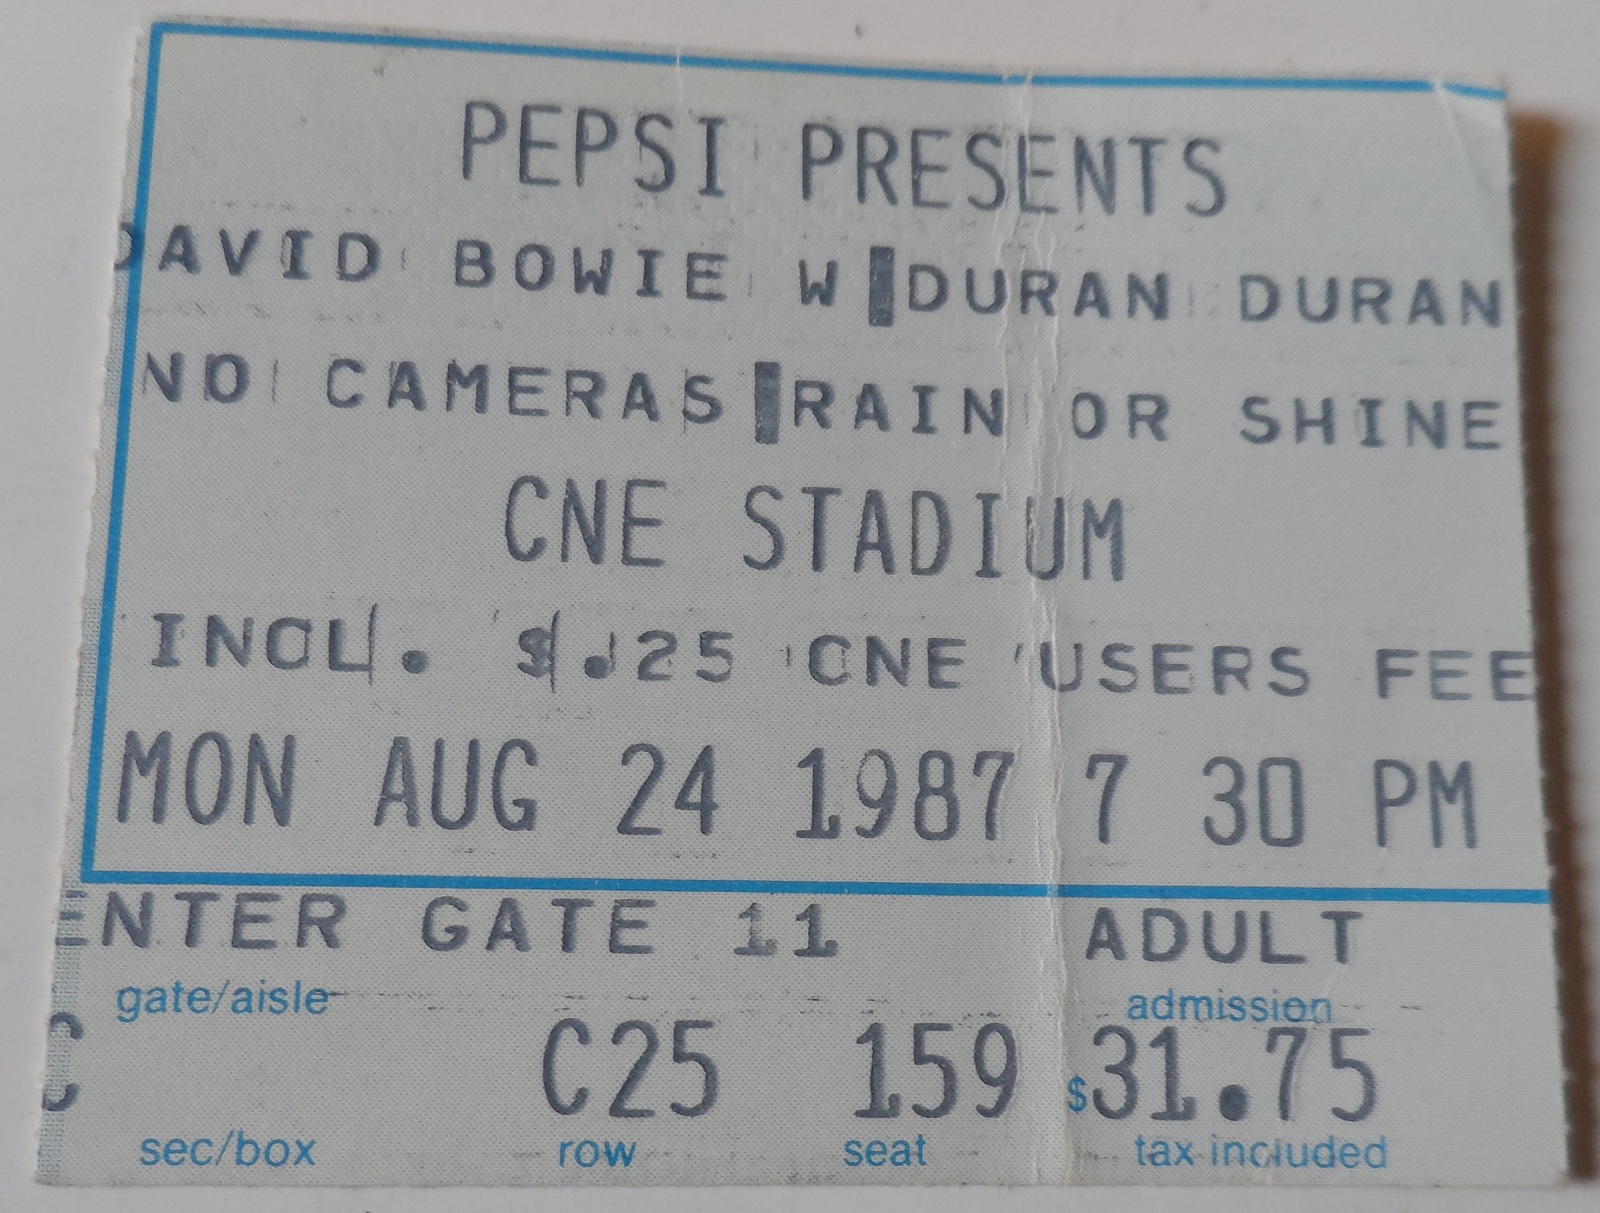 PEPSI PRESENTS
DAVID BOWIE W DURAN DURAN
NO CAMERAS RAIN OR SHINE
CNE STADIUM
INCL. $.25 CNE USERS FEE
MON AUG 24 1987 7 30 PM
ENTER GATE 11 ADULT
gate/aisle admission
C C25 159 $31.75
sec/box row seat tax included